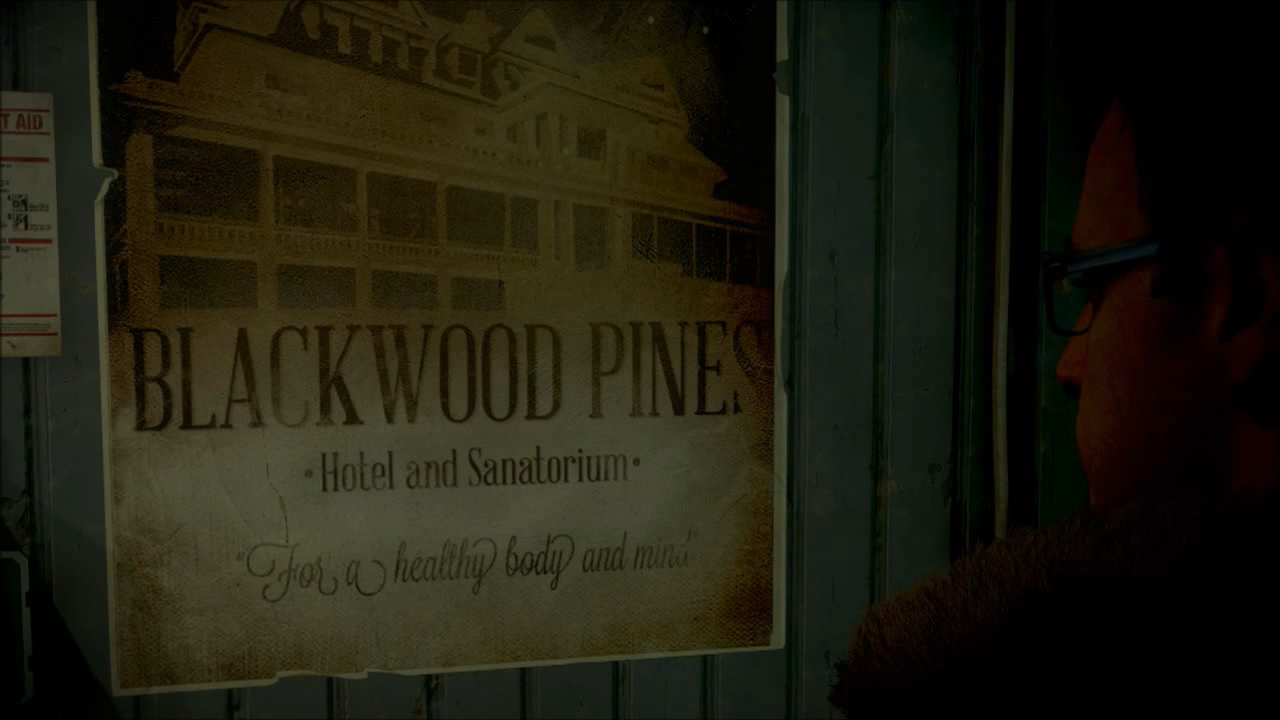 T AID
BLACKWOOD PINES
·Hotel and Sanatorium·
"For a healthy body and mind"